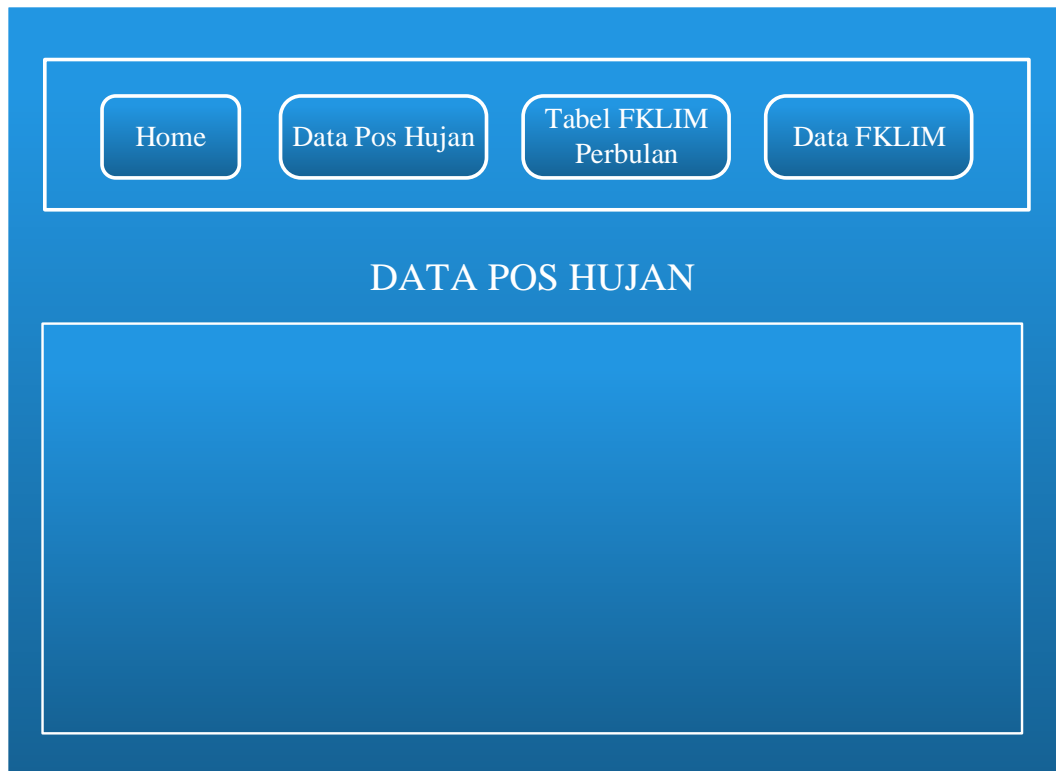 Home
Data Pos Hujan
Tabel FKLIM
Perbulan
Data FKLIM
DATA POS HUJAN